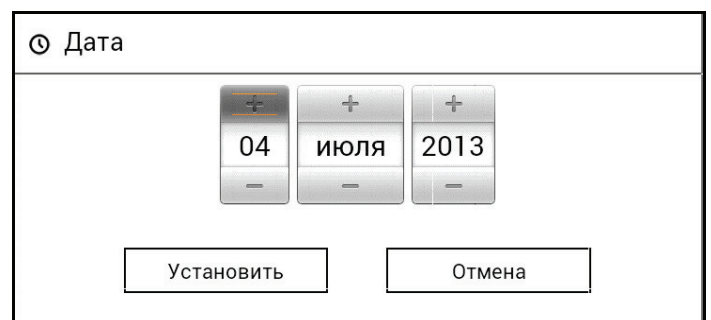 Дата
+ + +
04 июля 2013
− − −
Установить Отмена